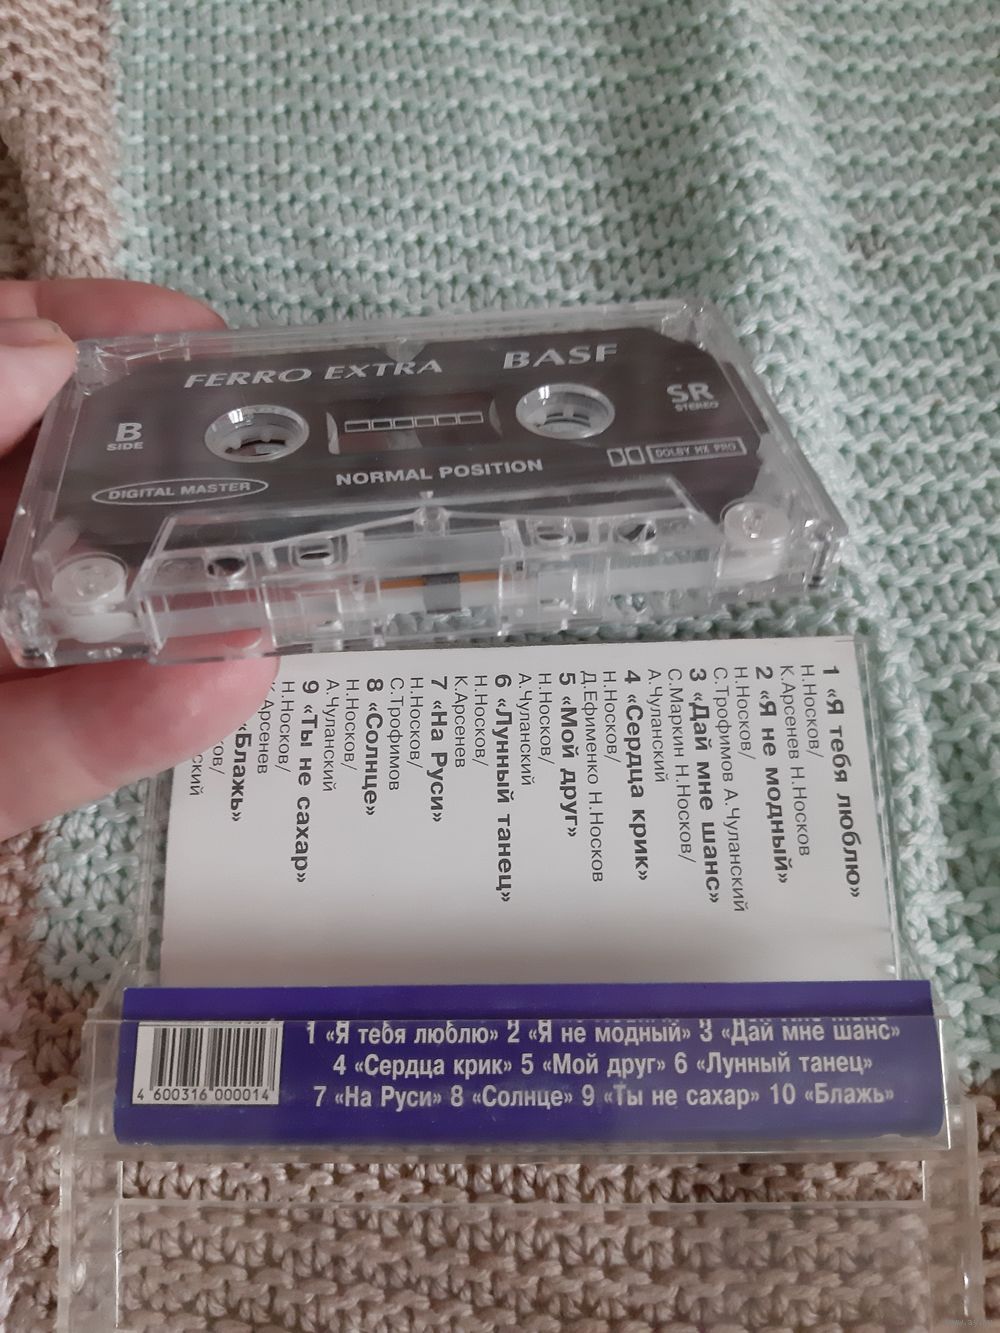 FERRO EXTRA BASF
B
SIDE
SR
STEREO
DIGITAL MASTER
NORMAL POSITION
DOLBY HX PRO
1 «Я тебя люблю»
Н.Носков/
К.Арсенев Н.Носков
2 «Я не модный»
Н.Носков/
С.Трофимов А.Чуланский
3 «Дай мне шанс»
С.Маркин Н.Носков/
А.Чуланский
4 «Сердца крик»
Н.Носков/
Д.Ефименко Н.Носков
5 «Мой друг»
Н.Носков/
А.Чуланский
6 «Лунный танец»
Н.Носков/
К.Арсенев
7 «На Руси»
Н.Носков/
С.Трофимов
8 «Солнце»
Н.Носков/
А.Чуланский
9 «Ты не сахар»
Н.Носков/
К.Арсенев
«Блажь»
4 600316 000014
1 «Я тебя люблю» 2 «Я не модный» 3 «Дай мне шанс»
4 «Сердца крик» 5 «Мой друг» 6 «Лунный танец»
7 «На Руси» 8 «Солнце» 9 «Ты не сахар» 10 «Блажь»